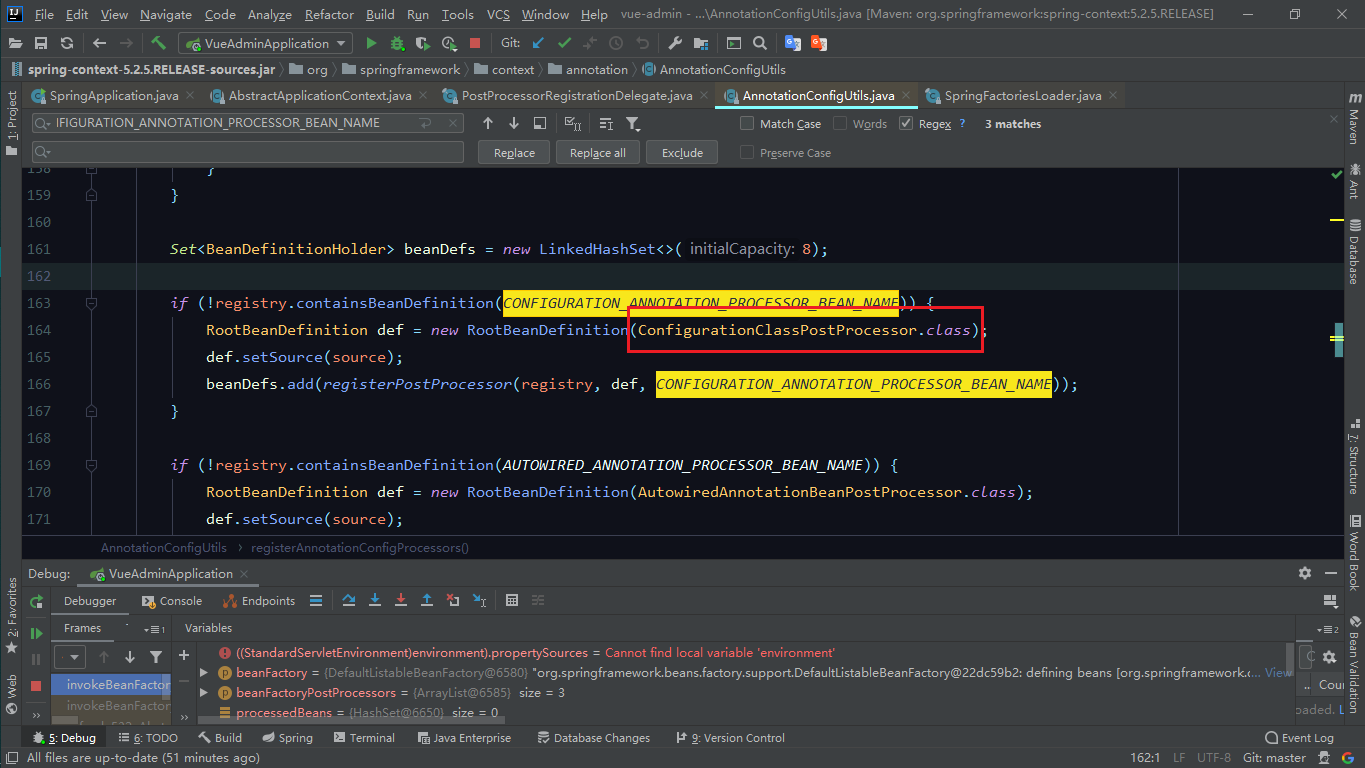 File Edit View Navigate Code Analyze Refactor Build Run Tools VCS Window Help vue-admin - ...\AnnotationConfigUtils.java [Maven: org.springframework:spring-context:5.2.5.RELEASE]
VueAdminApplication Git:
spring-context-5.2.5.RELEASE-sources.jar org springframework context annotation AnnotationConfigUtils
SpringApplication.java AbstractApplicationContext.java PostProcessorRegistrationDelegate.java AnnotationConfigUtils.java SpringFactoriesLoader.java
IFIGURATION_ANNOTATION_PROCESSOR_BEAN_NAME Match Case Words Regex ? 3 matches
Replace Replace all Exclude Preserve Case
158 }
159 }
160
161 Set<BeanDefinitionHolder> beanDefs = new LinkedHashSet<>( initialCapacity: 8);
162
163 if (!registry.containsBeanDefinition(CONFIGURATION_ANNOTATION_PROCESSOR_BEAN_NAME)) {
164 RootBeanDefinition def = new RootBeanDefinition(ConfigurationClassPostProcessor.class);
165 def.setSource(source);
166 beanDefs.add(registerPostProcessor(registry, def, CONFIGURATION_ANNOTATION_PROCESSOR_BEAN_NAME));
167 }
168
169 if (!registry.containsBeanDefinition(AUTOWIRED_ANNOTATION_PROCESSOR_BEAN_NAME)) {
170 RootBeanDefinition def = new RootBeanDefinition(AutowiredAnnotationBeanPostProcessor.class);
171 def.setSource(source);
AnnotationConfigUtils registerAnnotationConfigProcessors()
Debug: VueAdminApplication
Debugger Console Endpoints
Frames Variables
((StandardServletEnvironment)environment).propertySources = Cannot find local variable 'environment'
beanFactory = {DefaultListableBeanFactory@6580} "org.springframework.beans.factory.support.DefaultListableBeanFactory@22dc59b2: defining beans [org.springframework.c... View
beanFactoryPostProcessors = {ArrayList@6585} size = 3
processedBeans = {HashSet@6650} size = 0
invokeBeanFactor
invokeBeanFactor
.. Cour
oaded. L
1: Project
2: Favorites
Web
Maven
Ant
Database
7: Structure
Word Book
Bean Validation
5: Debug 6: TODO Build Spring Terminal Java Enterprise Database Changes 9: Version Control Event Log
All files are up-to-date (51 minutes ago) 162:1 LF UTF-8 Git: master